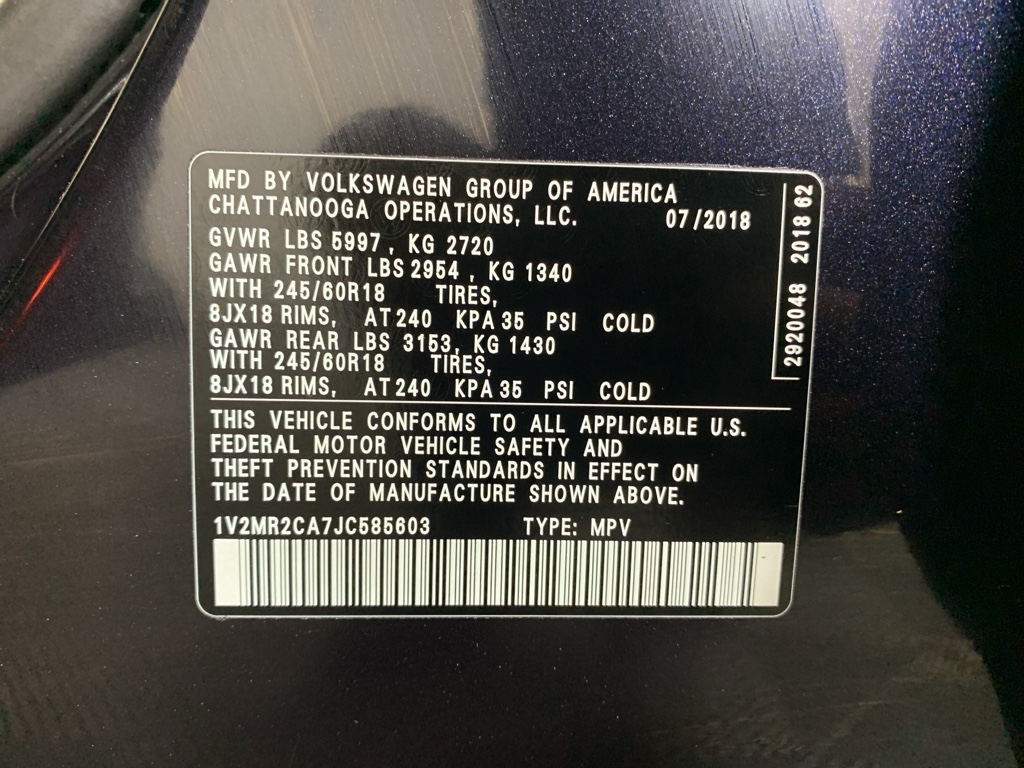 MFD BY VOLKSWAGEN GROUP OF AMERICA
CHATTANOOGA OPERATIONS, LLC. 07/2018
GVWR LBS 5997, KG 2720
GAWR FRONT LBS 2954, KG 1340
WITH 245/60R18 TIRES,
8JX18 RIMS, AT 240 KPA 35 PSI COLD
GAWR REAR LBS 3153, KG 1430
WITH 245/60R18 TIRES,
8JX18 RIMS, AT 240 KPA 35 PSI COLD
THIS VEHICLE CONFORMS TO ALL APPLICABLE U.S.
FEDERAL MOTOR VEHICLE SAFETY AND
THEFT PREVENTION STANDARDS IN EFFECT ON
THE DATE OF MANUFACTURE SHOWN ABOVE.
1V2MR2CA7JC585603 TYPE: MPV
2920048 2018 62